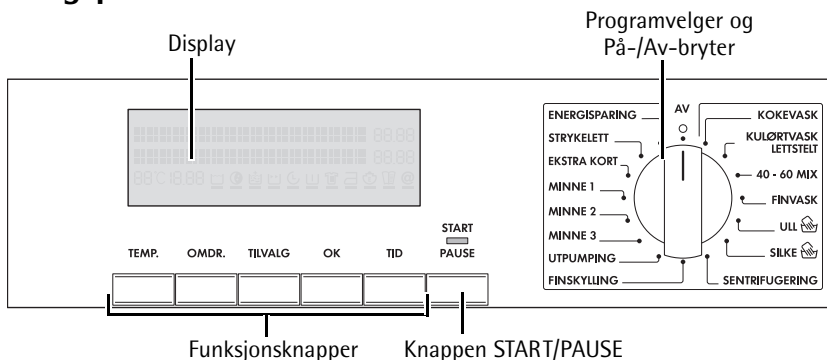 Display
Programvelger og
På-/Av-bryter
ENERGISPARING
STRYKELETT
EKSTRA KORT
MINNE 1
MINNE 2
MINNE 3
UTPUMPING
FINSKYLLING
AV
KOKEVASK
KULØRTVASK
LETTSTELT
40 - 60 MIX
FINVASK
ULL
SILKE
SENTRIFUGERING
TEMP.
OMDR.
TILVALG
OK
TID
START
PAUSE
Funksjonsknapper
Knappen START/PAUSE